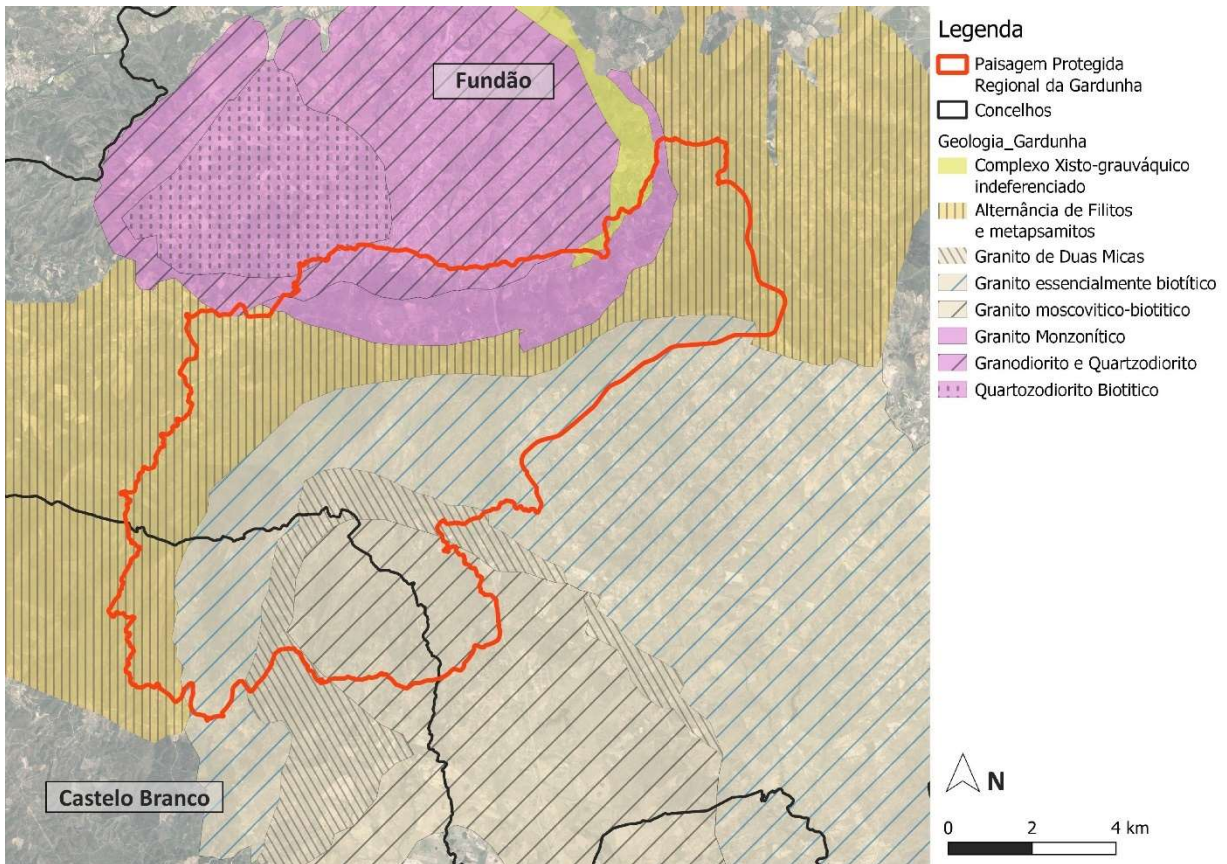 Fundão
Castelo Branco
Legenda
Paisagem Protegida
Regional da Gardunha
Concelhos
Geologia_Gardunha
Complexo Xisto-grauváquico
indeferenciado
Alternância de Filitos
e metapsamitos
Granito de Duas Micas
Granito essencialmente biotítico
Granito moscovitico-biotitico
Granito Monzonítico
Granodiorito e Quartzodiorito
Quartozodiorito Biotitico
N
0 2 4 km